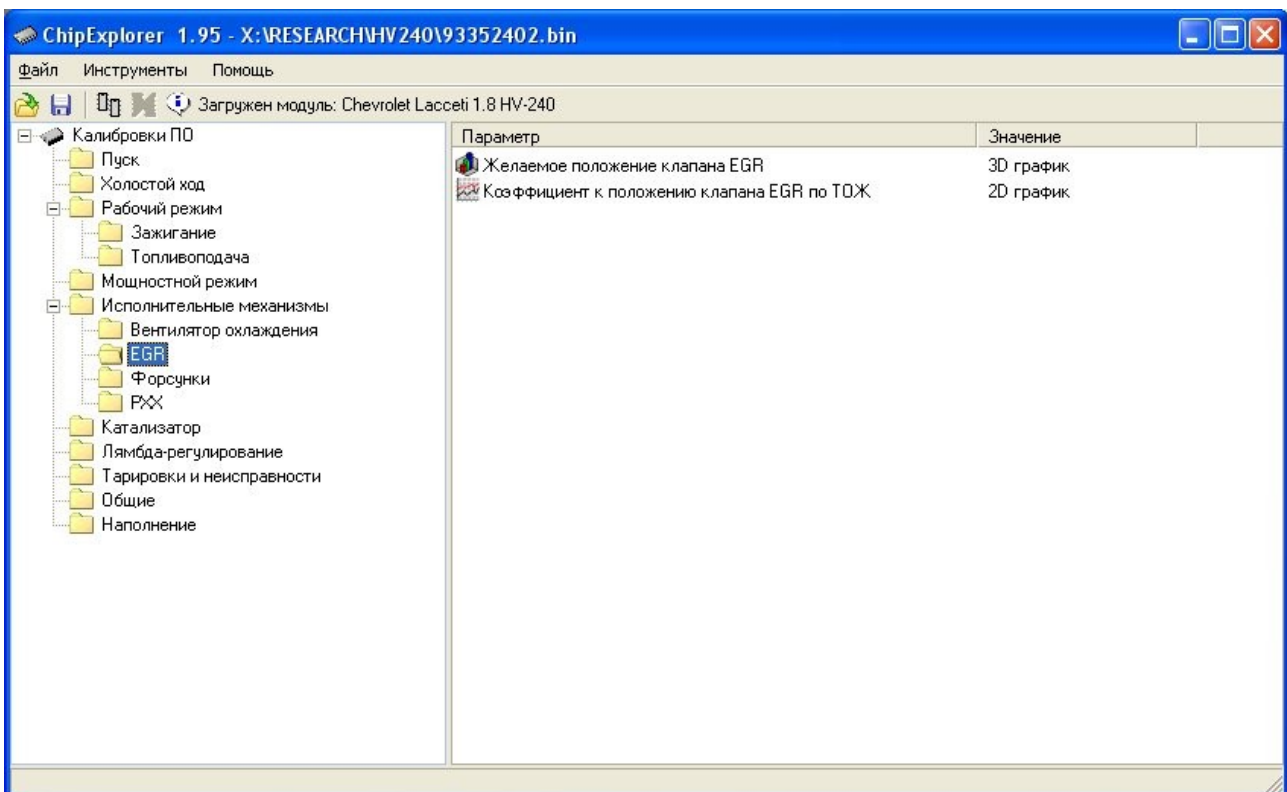 ChipExplorer 1.95 - X:\RESEARCH\HV240\93352402.bin
Файл Инструменты Помощь
Загружен модуль: Chevrolet Lacceti 1.8 HV-240
Калибровки ПО
Пуск
Холостой ход
Рабочий режим
Зажигание
Топливоподача
Мощностной режим
Исполнительные механизмы
Вентилятор охлаждения
EGR
Форсунки
РХХ
Катализатор
Лямбда-регулирование
Тарировки и неисправности
Общие
Наполнение
Параметр Значение
Желаемое положение клапана EGR 3D график
Коэффициент к положению клапана EGR по ТОЖ 2D график